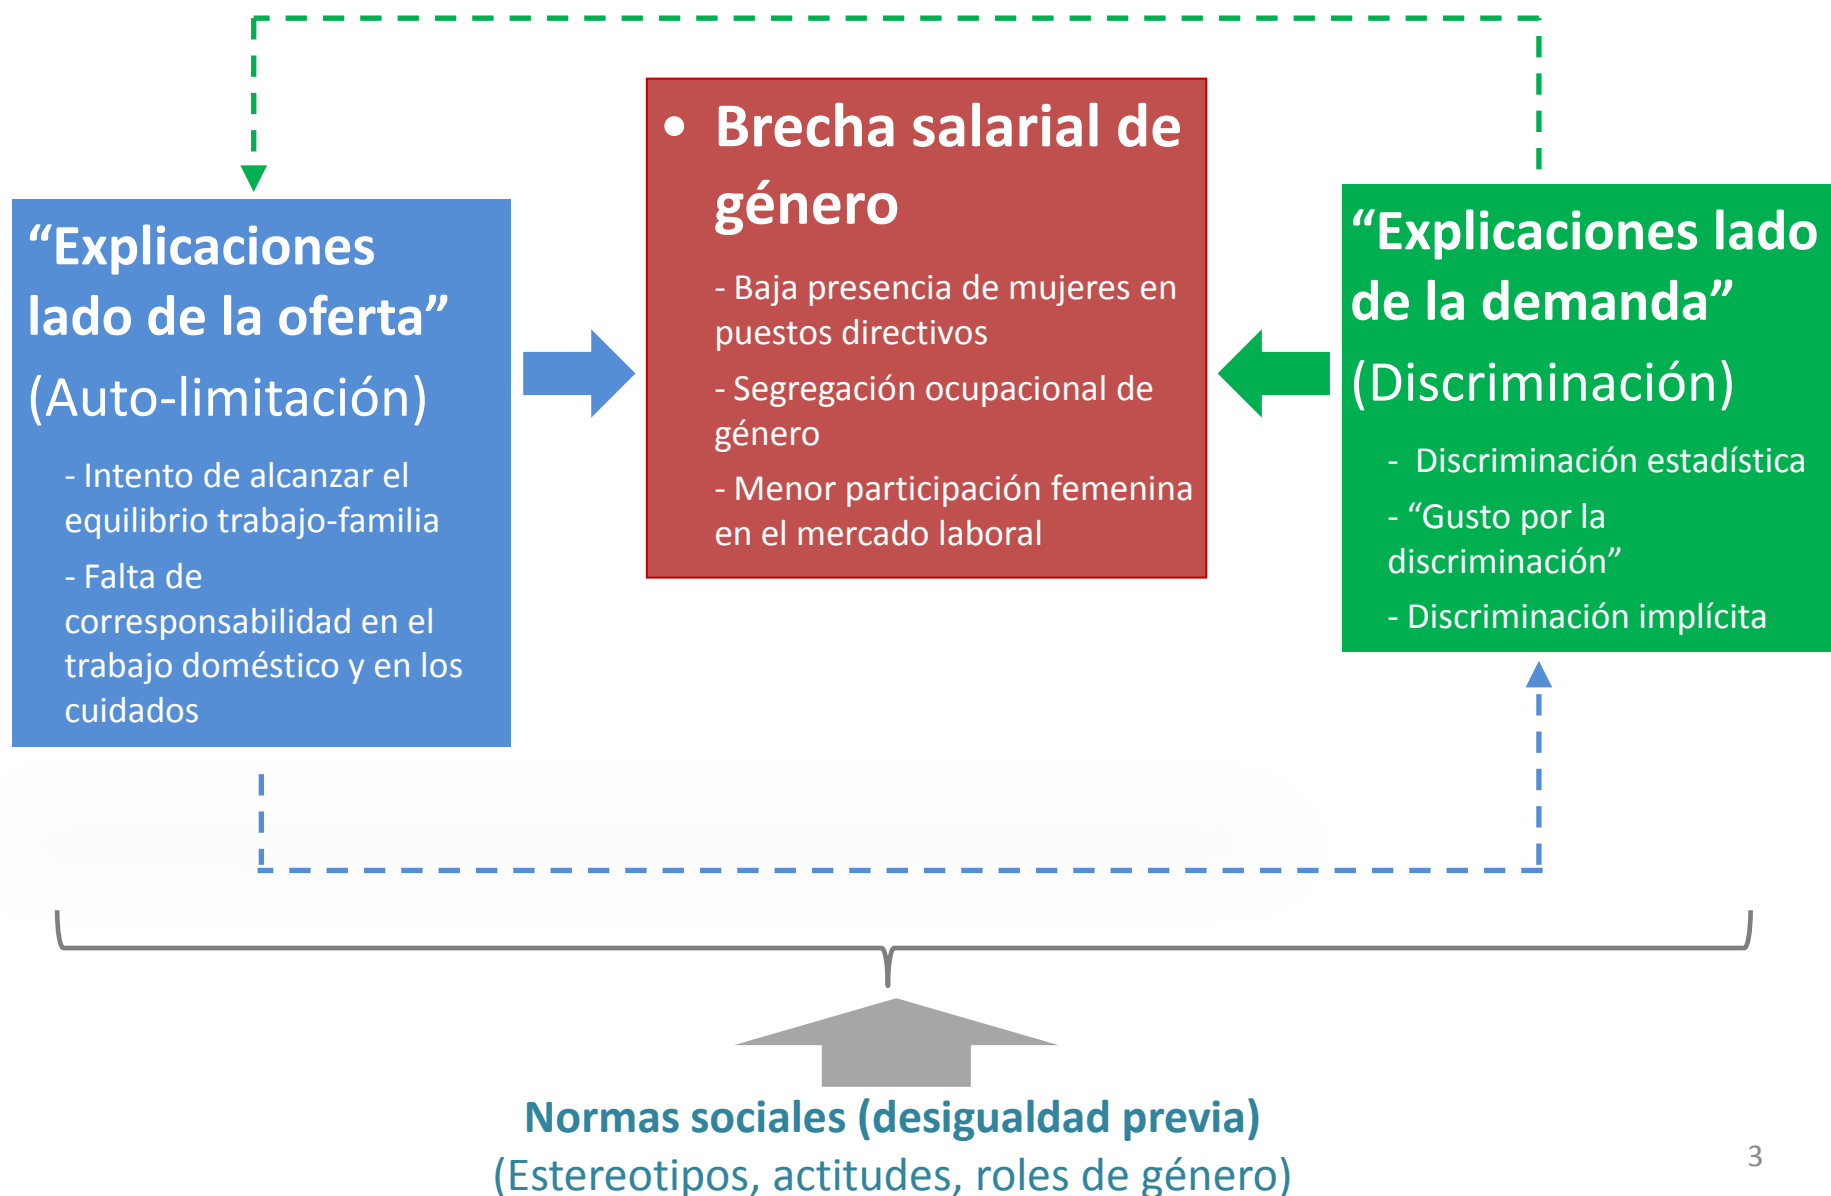 “Explicaciones
lado de la oferta”
(Auto-limitación)
- Intento de alcanzar el
equilibrio trabajo-familia
- Falta de
corresponsabilidad en el
trabajo doméstico y en los
cuidados
• Brecha salarial de
género
- Baja presencia de mujeres en
puestos directivos
- Segregación ocupacional de
género
- Menor participación femenina
en el mercado laboral
“Explicaciones lado
de la demanda”
(Discriminación)
- Discriminación estadística
- “Gusto por la
discriminación”
- Discriminación implícita
Normas sociales (desigualdad previa)
(Estereotipos, actitudes, roles de género)
3